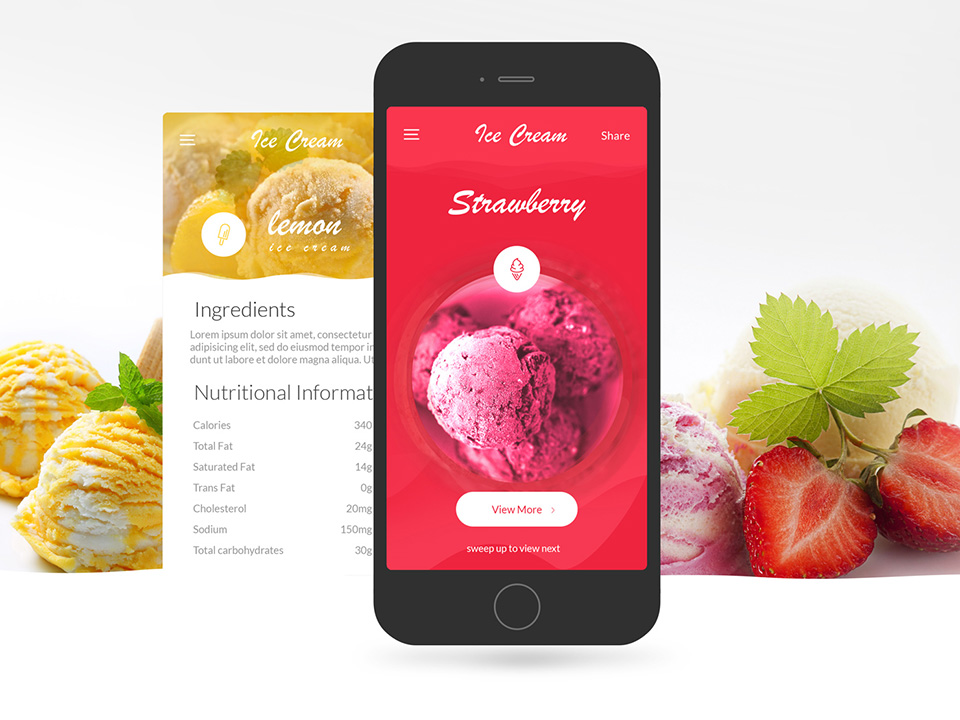 Ice Cream
lemon
ice cream
Ingredients
Lorem ipsum dolor sit amet, consectetur
adipisicing elit, sed do eiusmod tempor in
dunt ut labore et dolore magna aliqua. Ut
Nutritional Informat
Calories 340
Total Fat 24g
Saturated Fat 14g
Trans Fat 0g
Cholesterol 20mg
Sodium 150mg
Total carbohydrates 30g
Ice Cream Share
Strawberry
View More
sweep up to view next